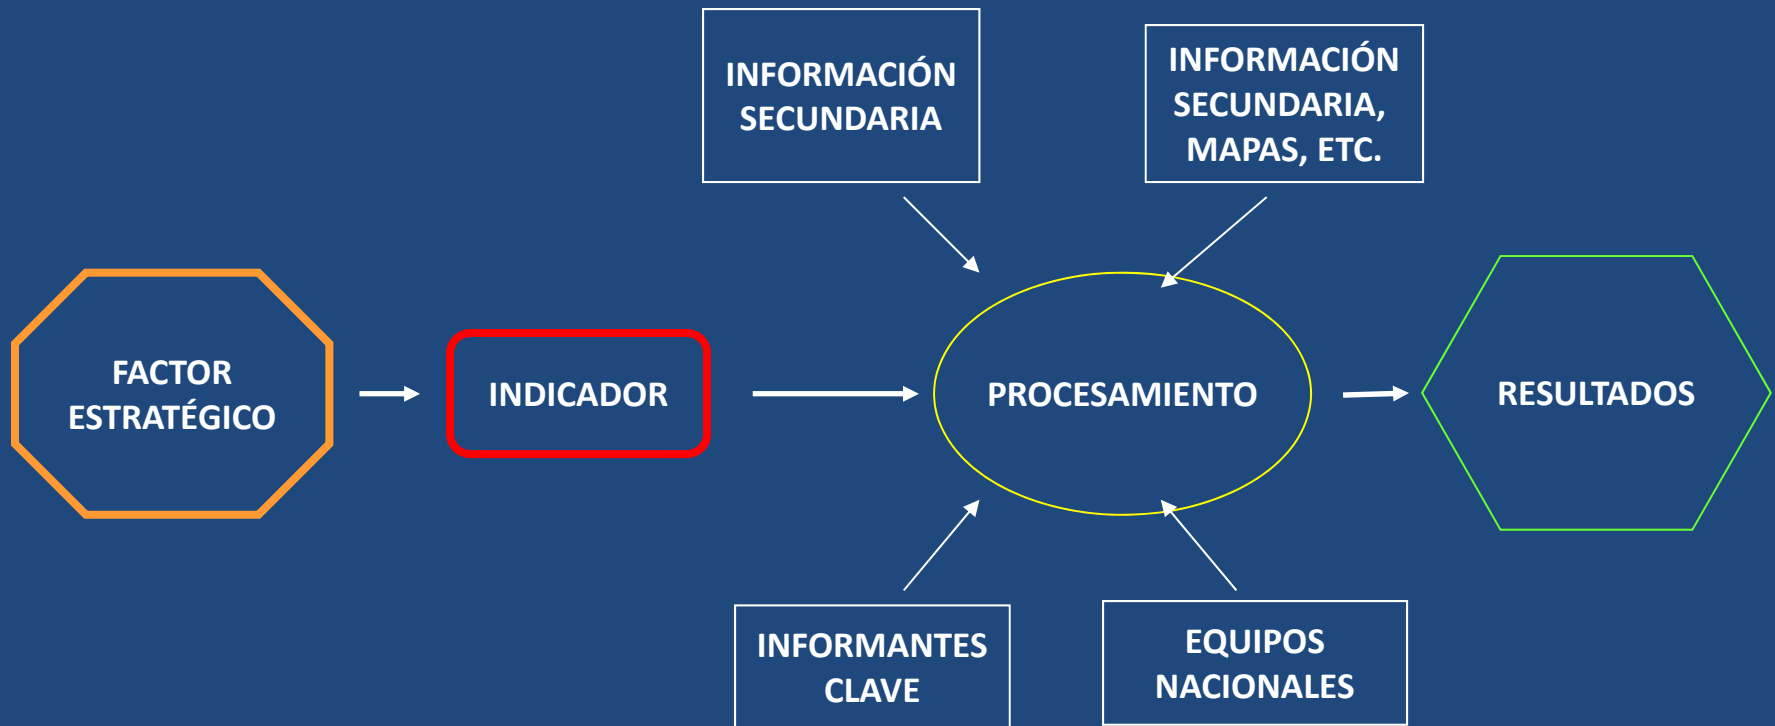 INFORMACIÓN
SECUNDARIA
INFORMACIÓN
SECUNDARIA,
MAPAS, ETC.
FACTOR
ESTRATÉGICO
INDICADOR
PROCESAMIENTO
RESULTADOS
INFORMANTES
CLAVE
EQUIPOS
NACIONALES